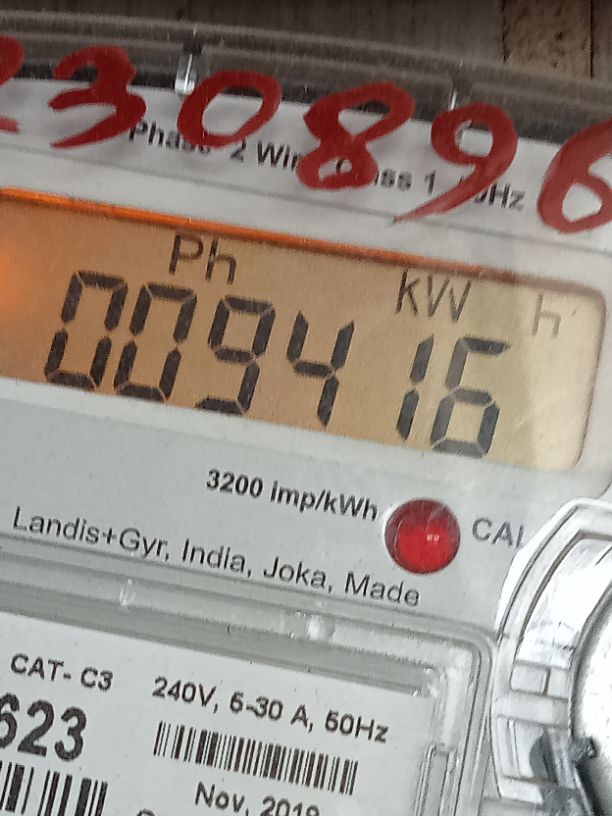 230896
Phase 2 Wire Class 1 50Hz
Ph kW h
009416
3200 imp/kWh
CAL
Landis+Gyr, India, Joka, Made
CAT- C3
240V, 5-30 A, 50Hz
623
Nov, 2019